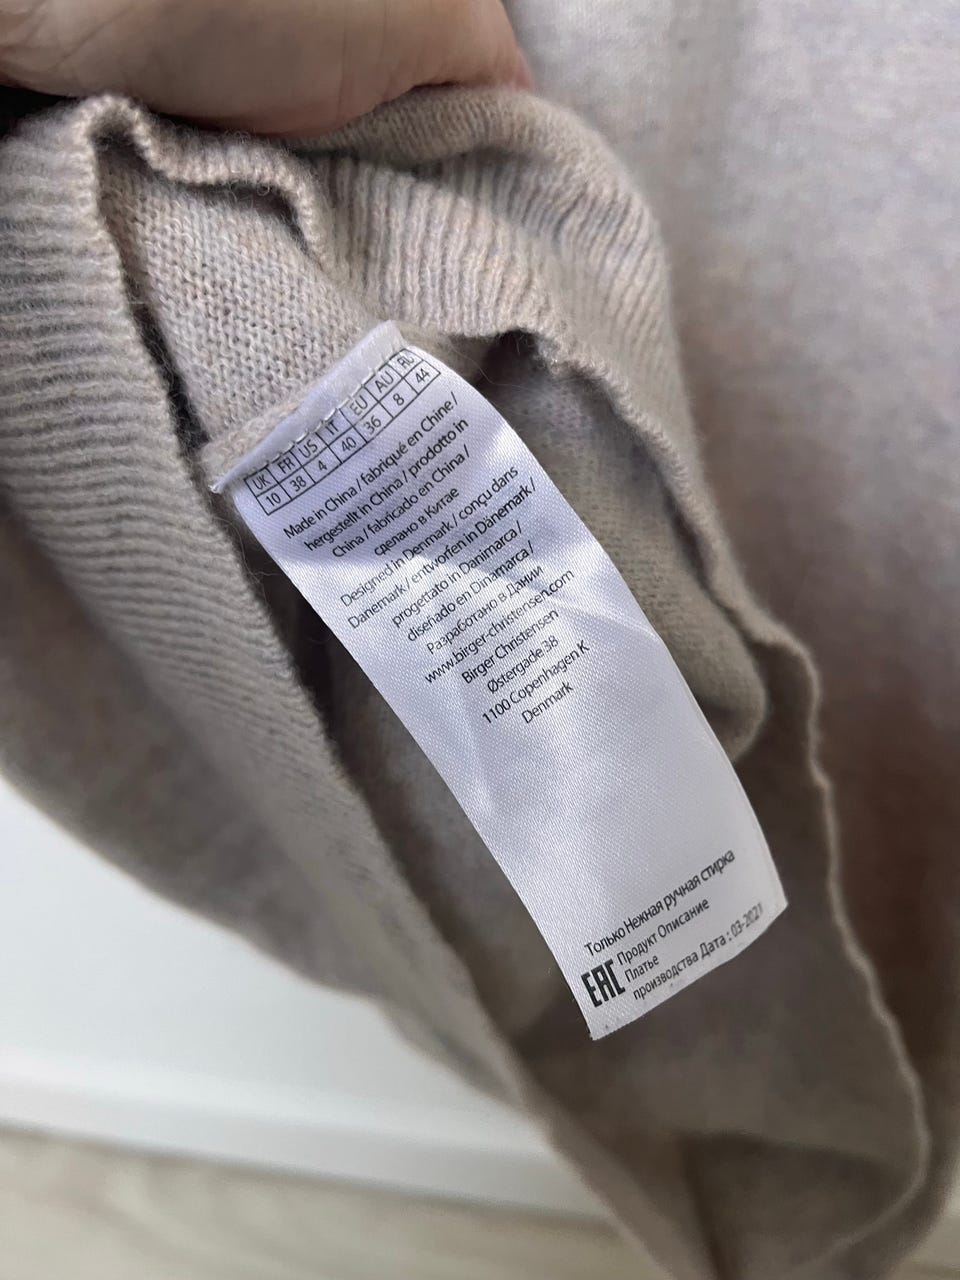 UK FR US IT EU AU RU
10 38 4 40 36 8 44
Made in China / fabriqué en Chine /
hergestellt in China / prodotto in
China / fabricado en China /
сделано в Китае
Designed in Denmark / conçu dans
Danemark / entworfen in Dänemark /
progettato in Danimarca /
diseñado en Dinamarca /
Разработано в Дании
www.birger-christensen.com
Birger Christensen
Østergade 38
1100 Copenhagen K
Denmark
Только Нежная ручная стирка
EAC
Продукт Описание
Платье
производства Дата : 03-2021